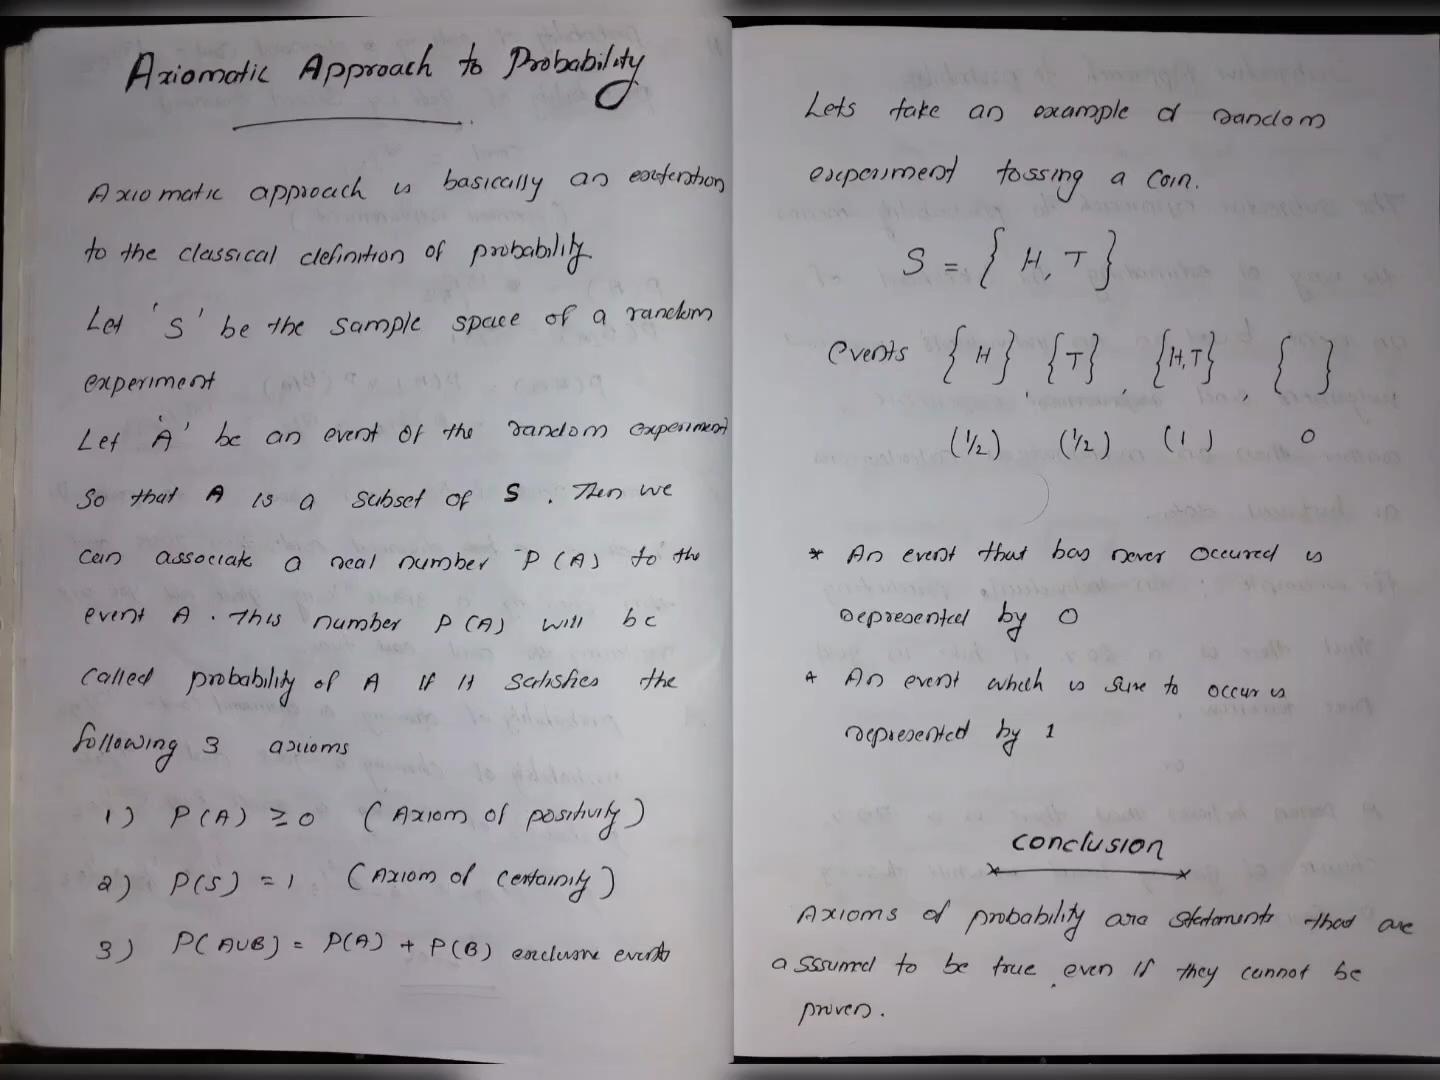 Axiomatic Approach to Probability
Axiomatic approach is basically an extension
to the classical definition of probability
Let 'S' be the sample space of a random
experiment
Let 'A' be an event of the random experiment
So that A is a subset of S. Then we
can associate a real number P(A) to the
event A. This number P(A) will be
called probability of A if it satisfies the
following 3 axioms
1) P(A) ≥ 0 (Axiom of positivity)
2) P(S) = 1 (Axiom of certainity)
3) P(A∪B) = P(A) + P(B) exclusive events
Lets take an example of random
experiment tossing a coin.
S = { H, T }
events {H}, {T}, {H,T}, { }
(1/2) (1/2) (1) 0
* An event that has never occured is
represented by 0
* An event which is sure to occur is
represented by 1
conclusion
Axioms of probability are statements that are
asssumed to be true even if they cannot be
proven.